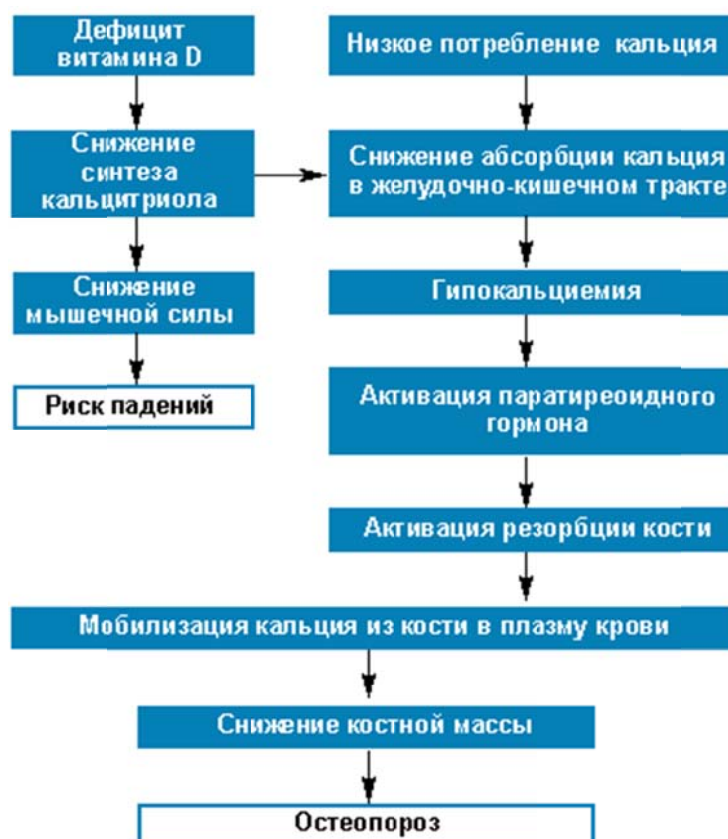 Дефицит
витамина D
Низкое потребление кальция
Снижение
синтеза
кальцитриола
Снижение абсорбции кальция
в желудочно-кишечном тракте
Снижение
мышечной силы
Гипокальциемия
Риск падений
Активация паратиреоидного
гормона
Активация резорбции кости
Мобилизация кальция из кости в плазму крови
Снижение костной массы
Остеопороз